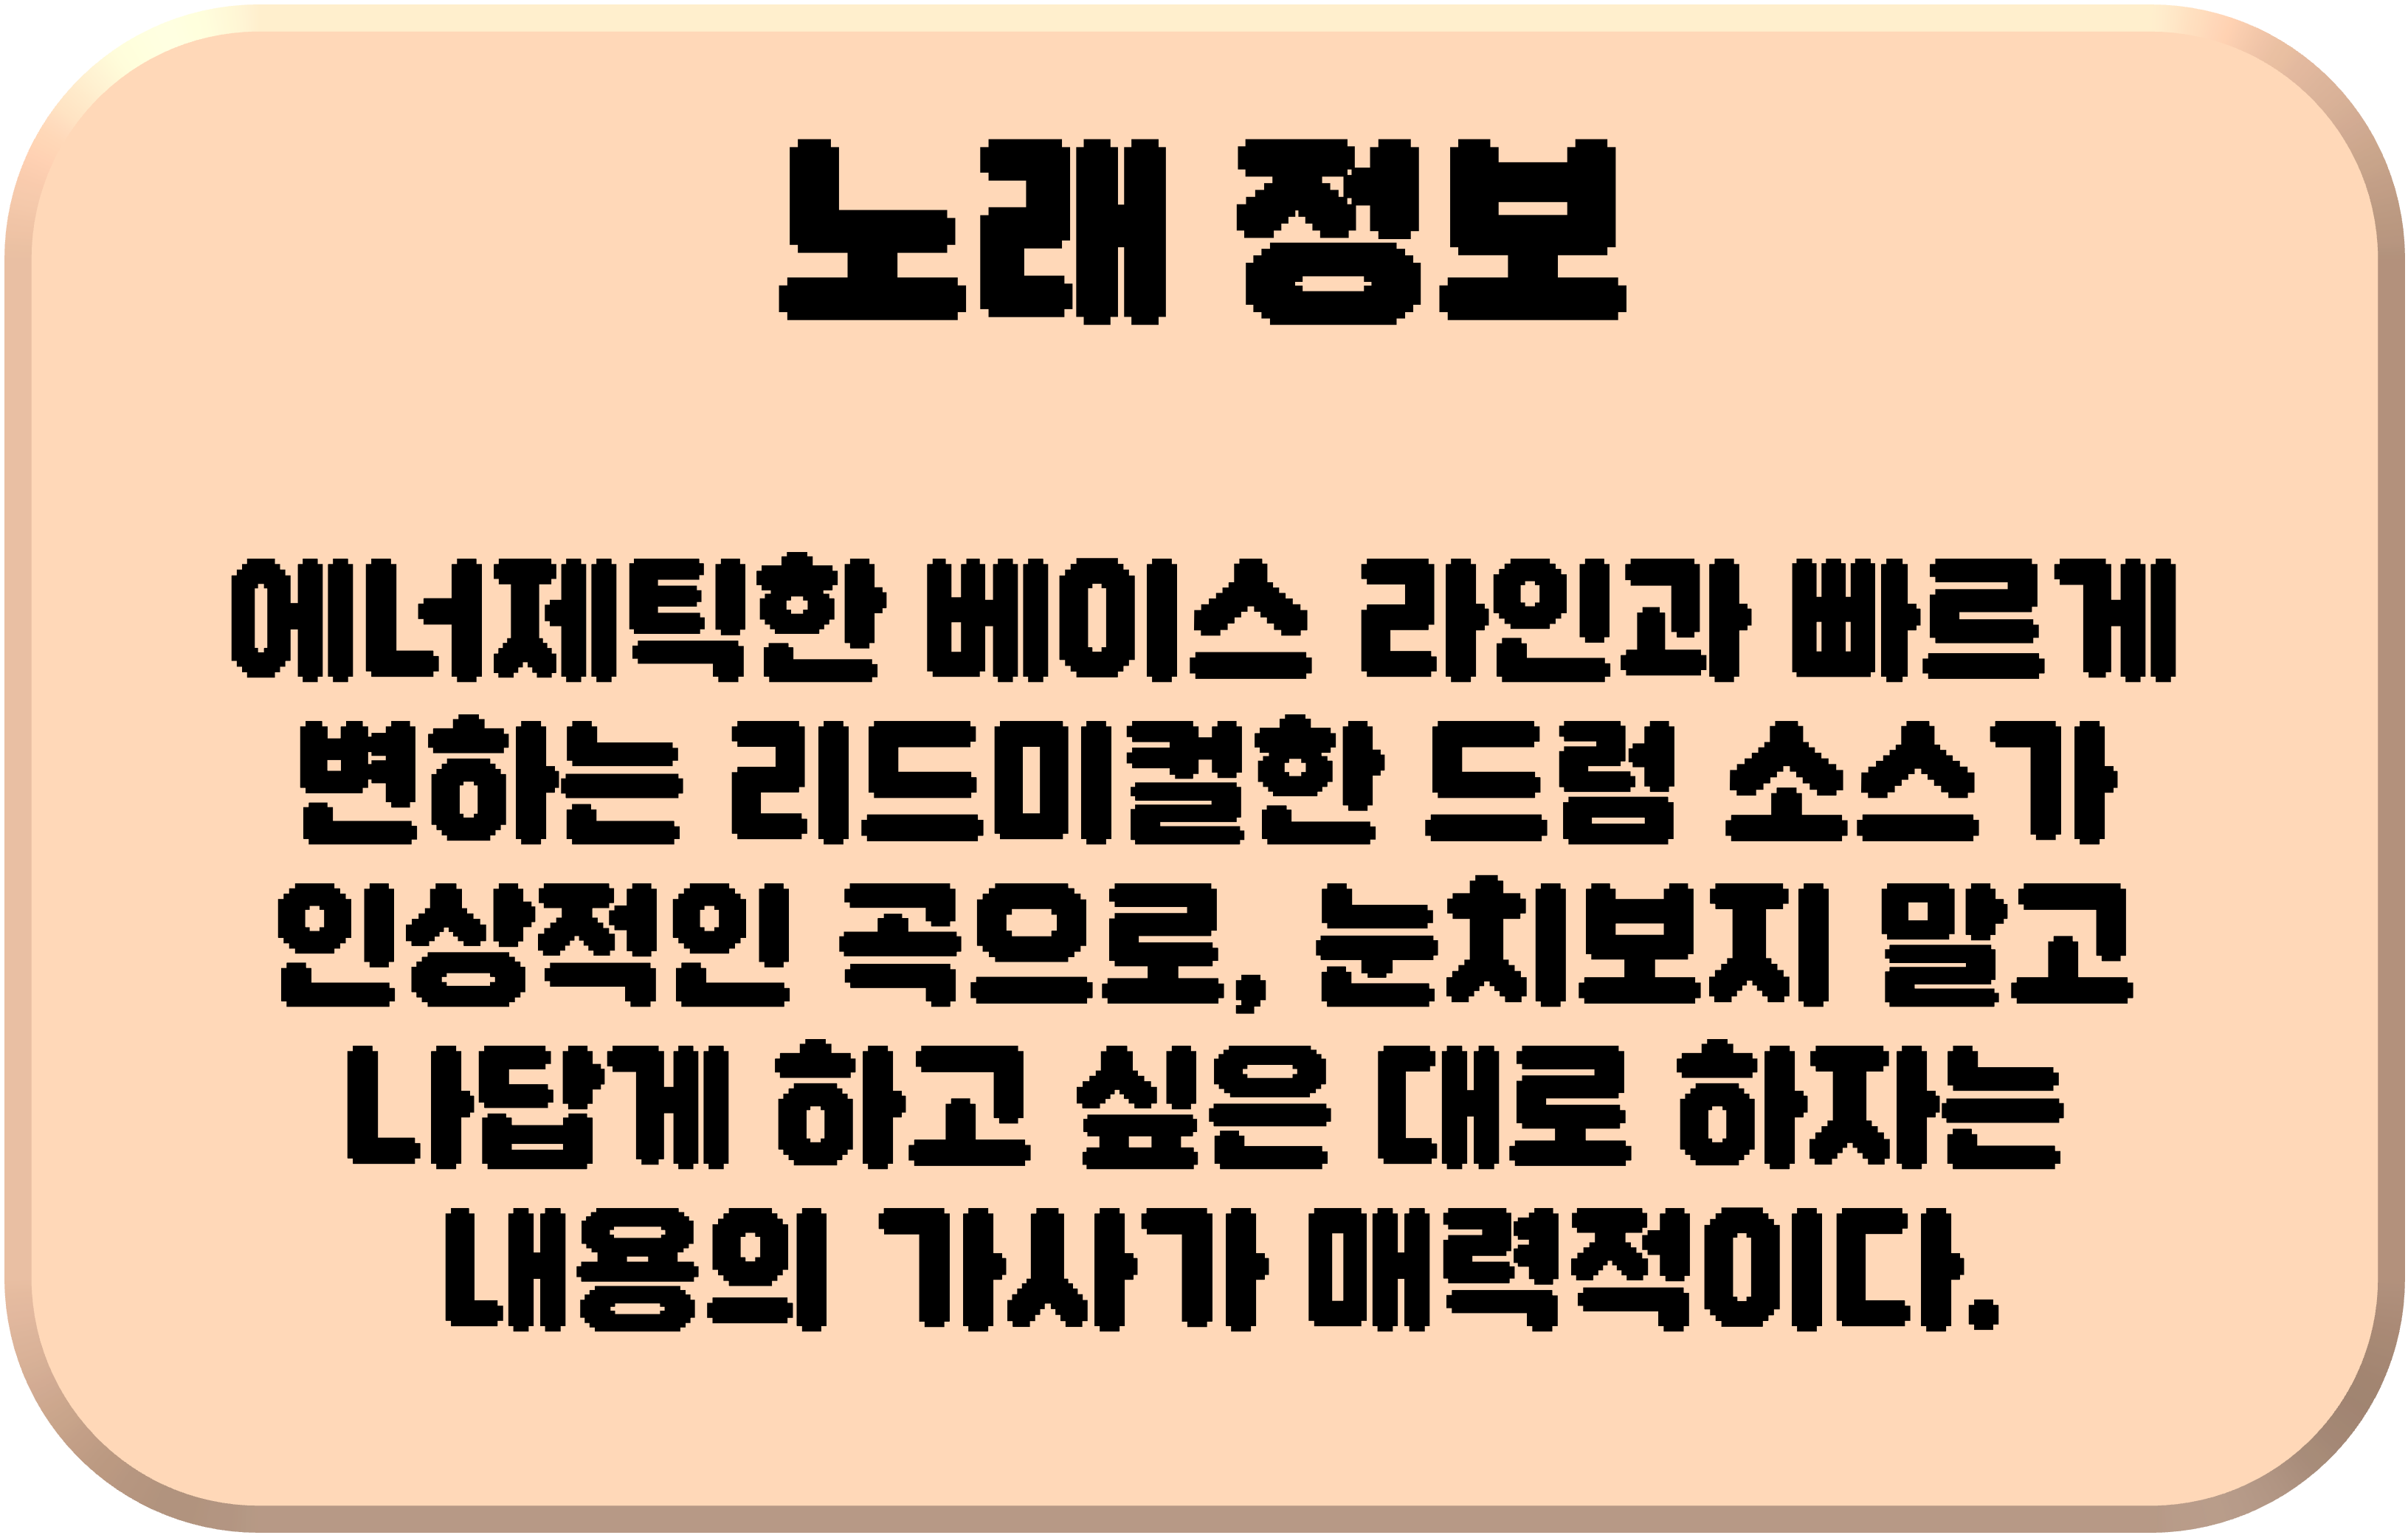 노래 정보
에너제틱한 베이스 라인과 빠르게
변하는 리드미컬한 드럼 소스가
인상적인 곡으로, 눈치보지 말고
나답게 하고 싶은 대로 하자는
내용의 가사가 매력적이다.